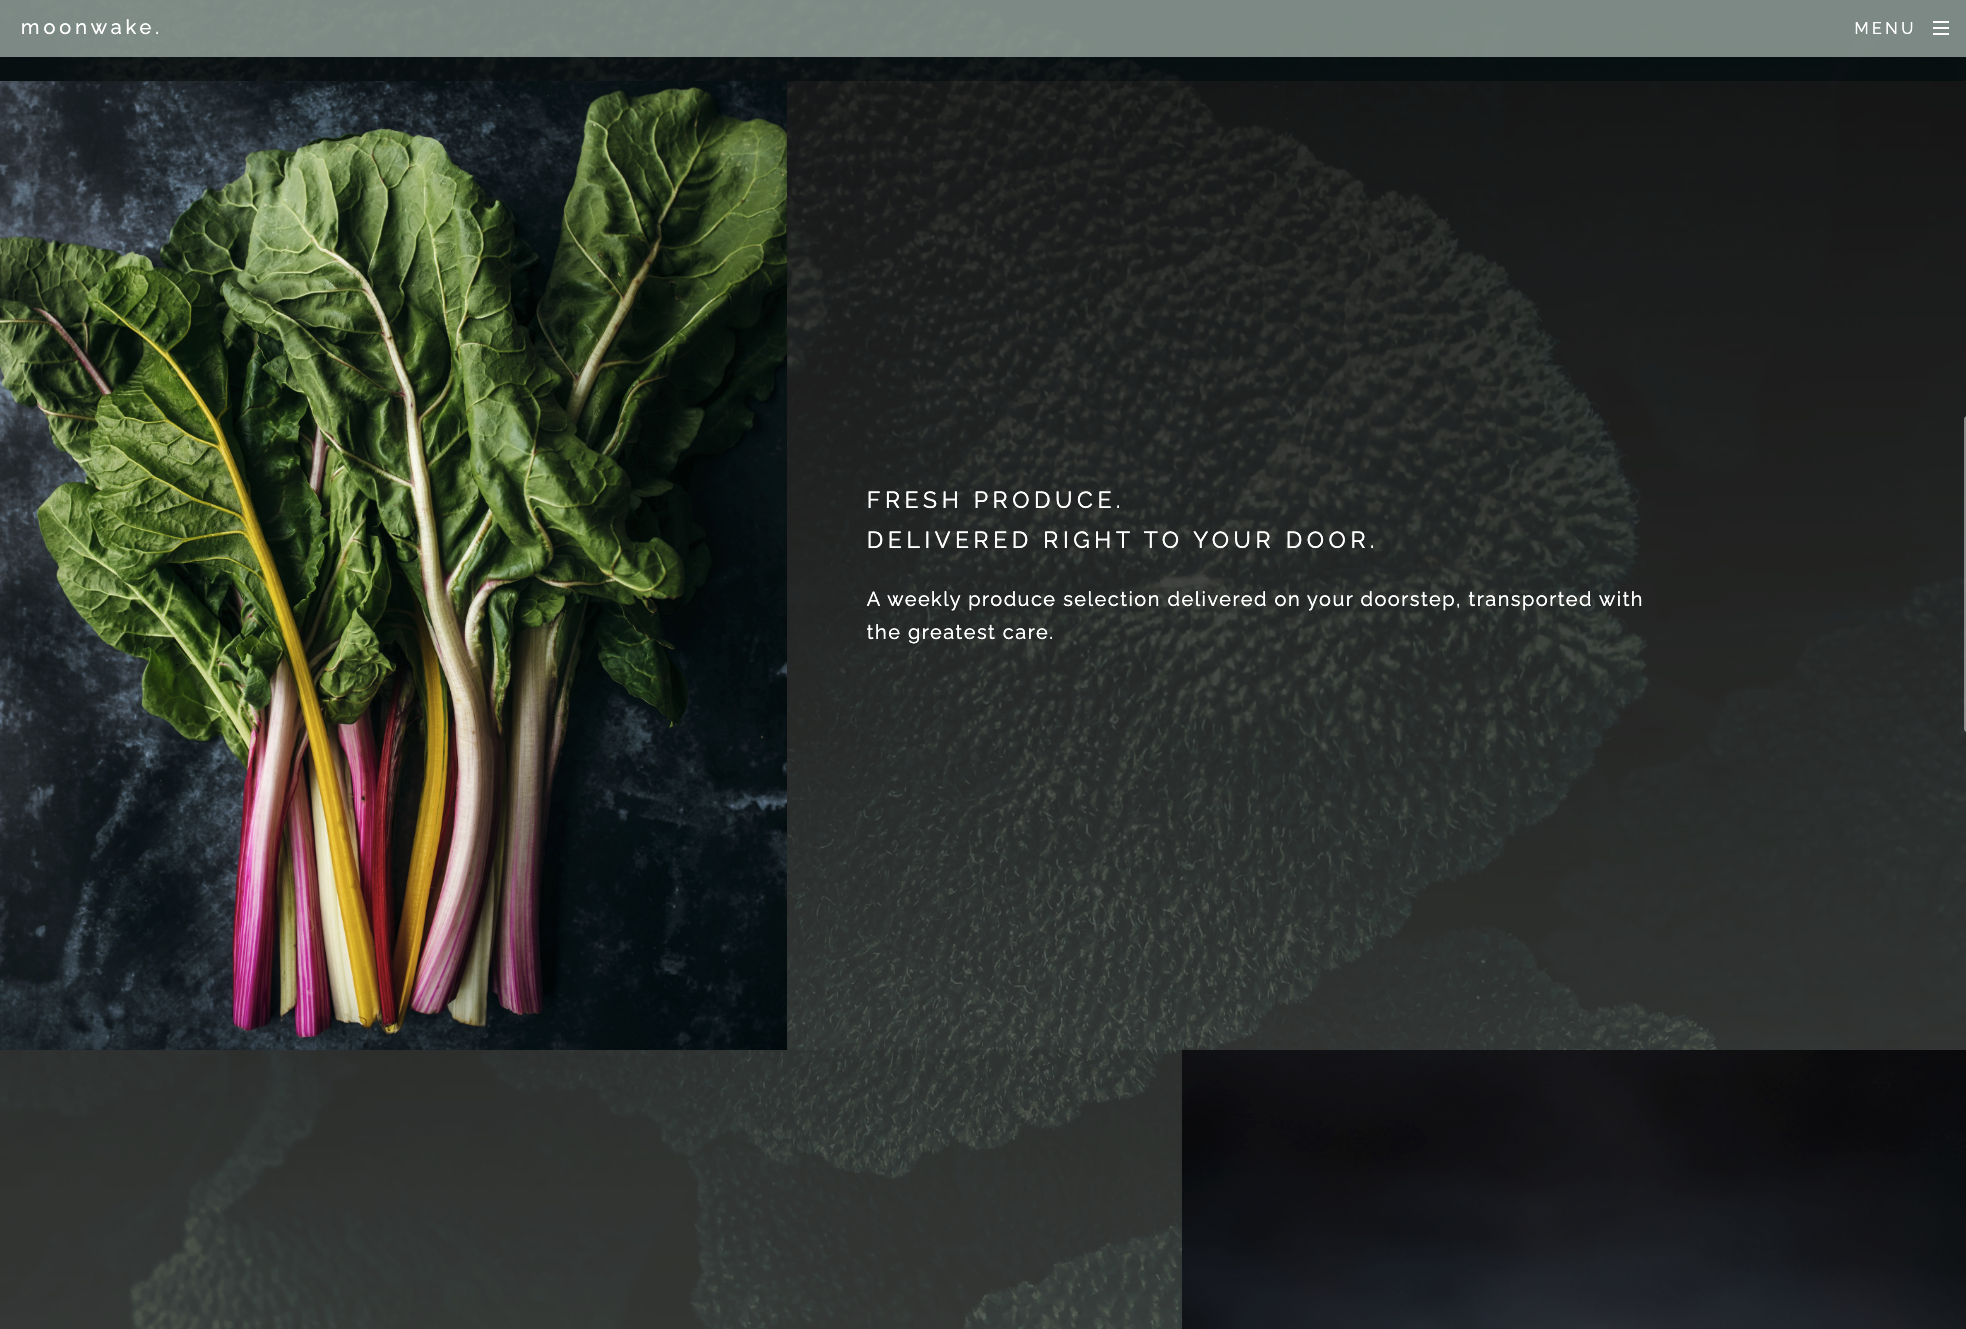 moonwake.
MENU
FRESH PRODUCE.
DELIVERED RIGHT TO YOUR DOOR.
A weekly produce selection delivered on your doorstep, transported with
the greatest care.